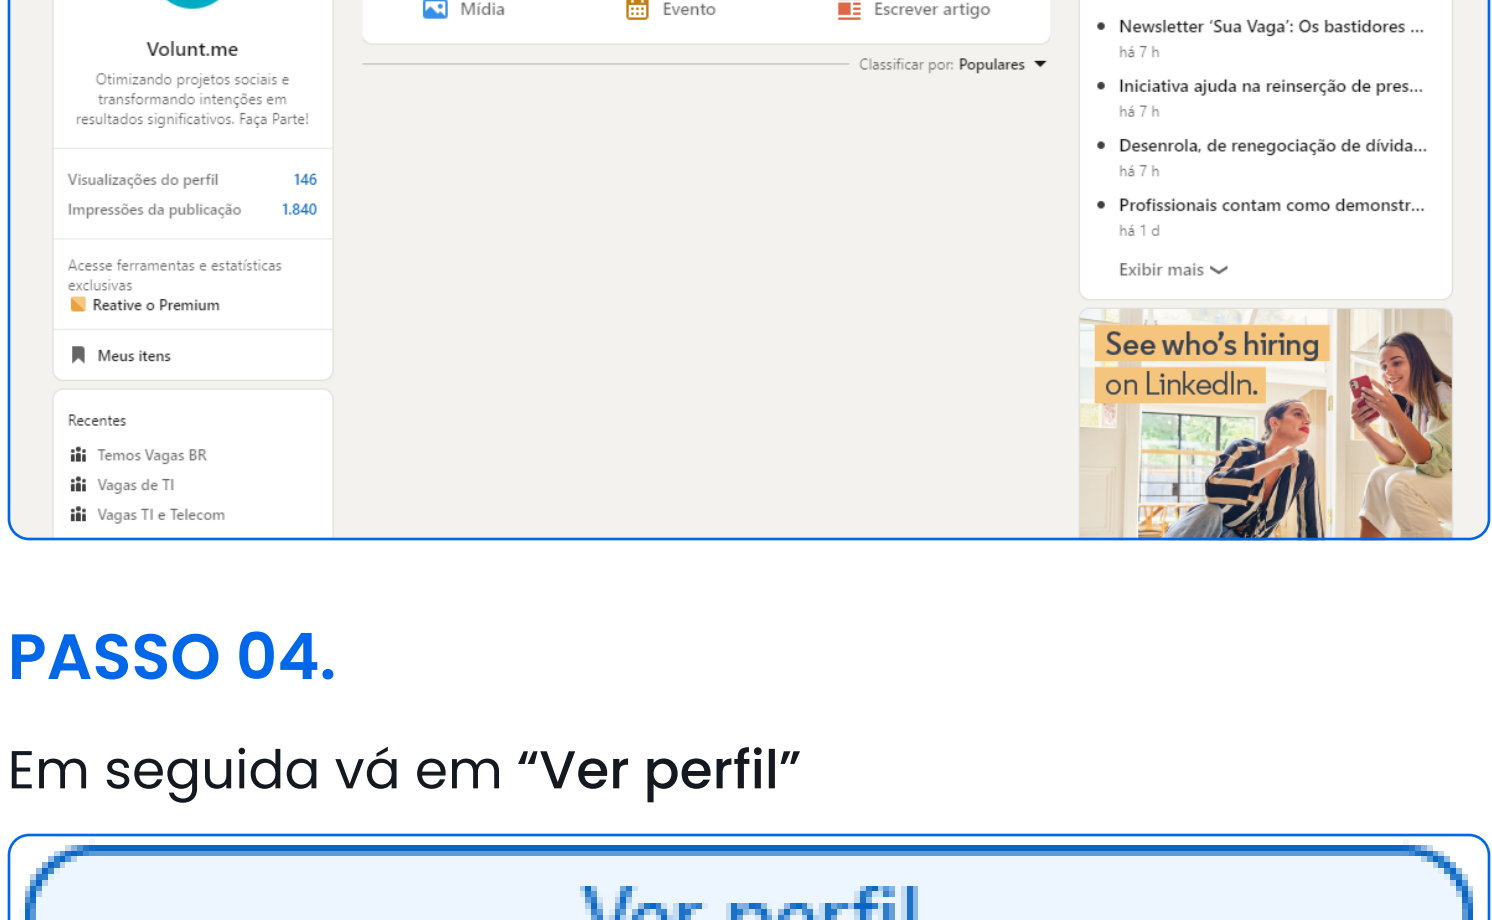 Mídia
Evento
Escrever artigo
Classificar por: Populares
Volunt.me
Otimizando projetos sociais e
transformando intenções em
resultados significativos. Faça Parte!
Visualizações do perfil 146
Impressões da publicação 1.840
Acesse ferramentas e estatísticas
exclusivas
Reative o Premium
Meus itens
Recentes
Temos Vagas BR
Vagas de TI
Vagas TI e Telecom
Newsletter ‘Sua Vaga’: Os bastidores ...
há 7 h
Iniciativa ajuda na reinserção de pres...
há 7 h
Desenrola, de renegociação de dívida...
há 7 h
Profissionais contam como demonstr...
há 1 d
Exibir mais
See who’s hiring
on LinkedIn.
PASSO 04.
Em seguida vá em “Ver perfil”
Ver perfil